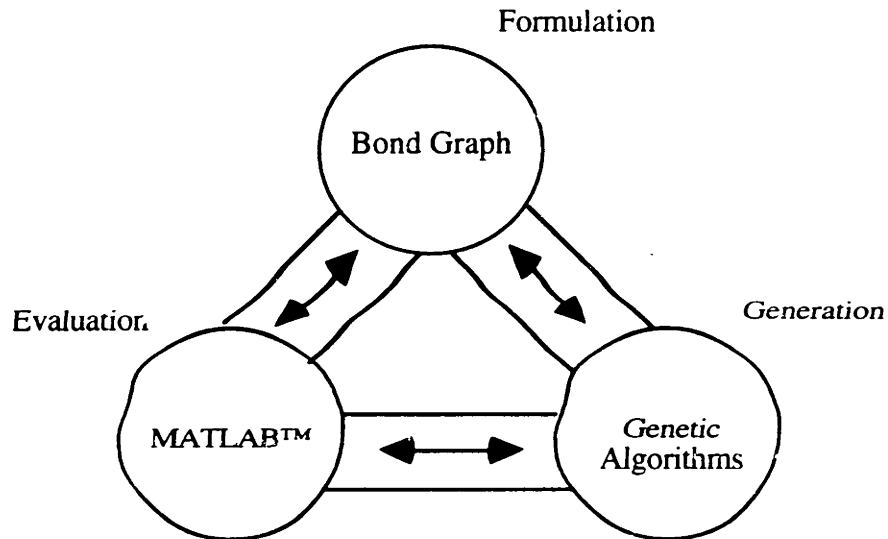 Formulation
Bond Graph
Evaluation
Generation
MATLAB™
Genetic
Algorithms